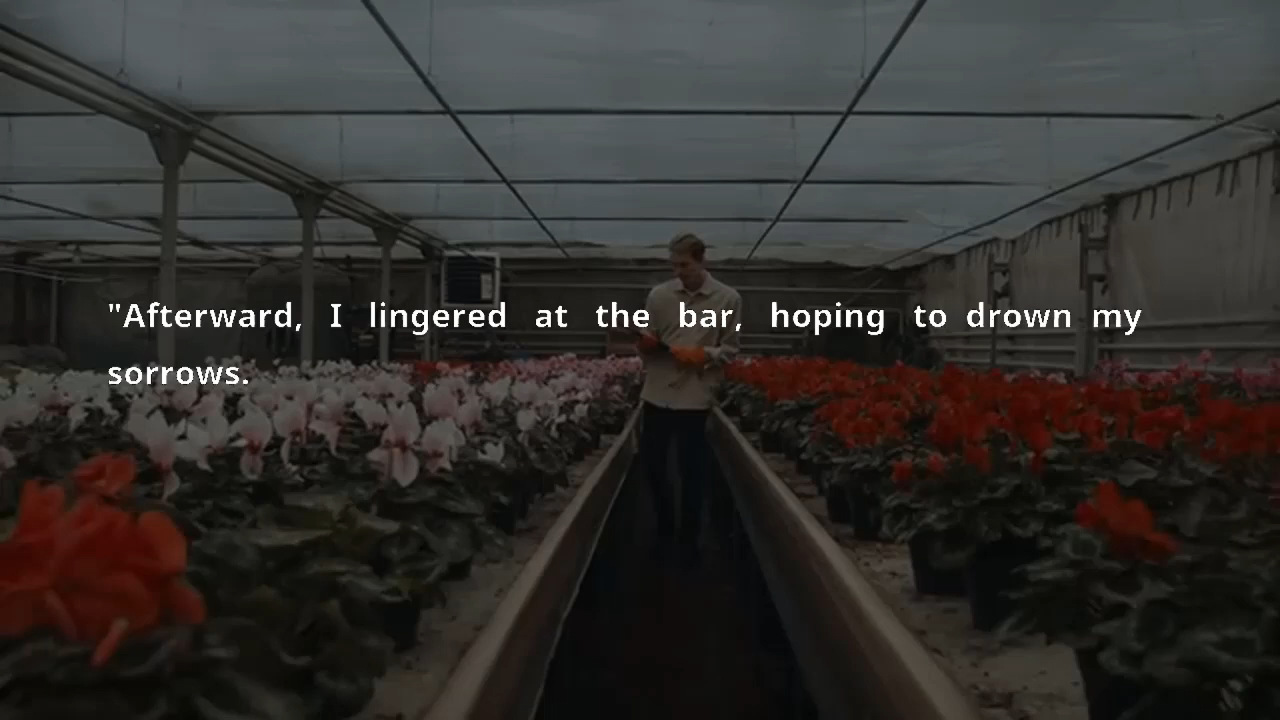 "Afterward, I lingered at the bar, hoping to drown my
sorrows.